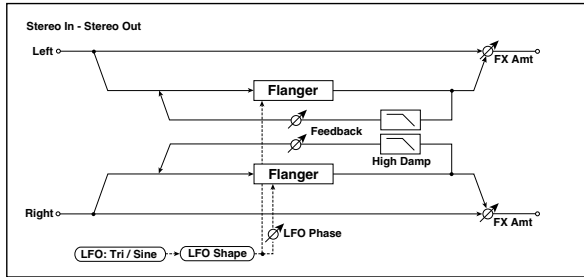 Stereo In - Stereo Out
Left
FX Amt
Flanger
Feedback
High Damp
Flanger
Right
FX Amt
LFO Phase
LFO: Tri / Sine
LFO Shape